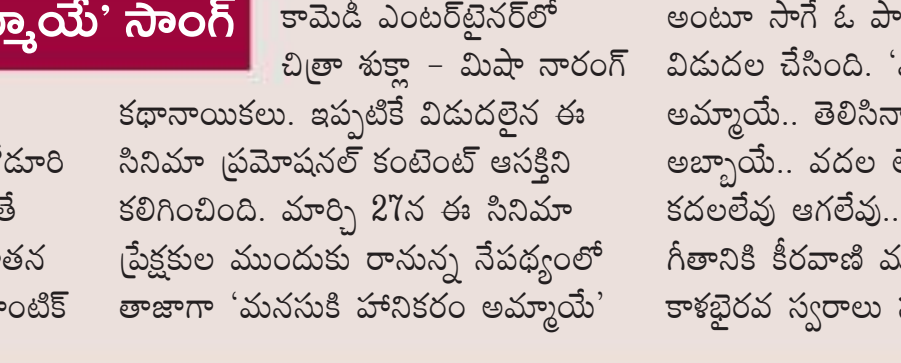 మ్మాయే’ సాంగ్
డూరి
తే
తన
ాంటిక్
కామెడీ ఎంటర్‌టైనర్‌లో
చిత్రా శుక్లా – మిషా నారంగ్
కథానాయికలు. ఇప్పటికే విడుదలైన ఈ
సినిమా ప్రమోషనల్ కంటెంట్ ఆసక్తిని
కలిగించింది. మార్చి 27న ఈ సినిమా
ప్రేక్షకుల ముందుకు రానున్న నేపథ్యంలో
తాజాగా ‘మనసుకి హానికరం అమ్మాయే’
అంటూ సాగే ఓ పా
విడుదల చేసింది. ‘
అమ్మాయే.. తెలిసినా
అబ్బాయే.. వదల
కదలలేవు ఆగలేవు..
గీతానికి కీరవాణి
కాళభైరవ స్వరాలు